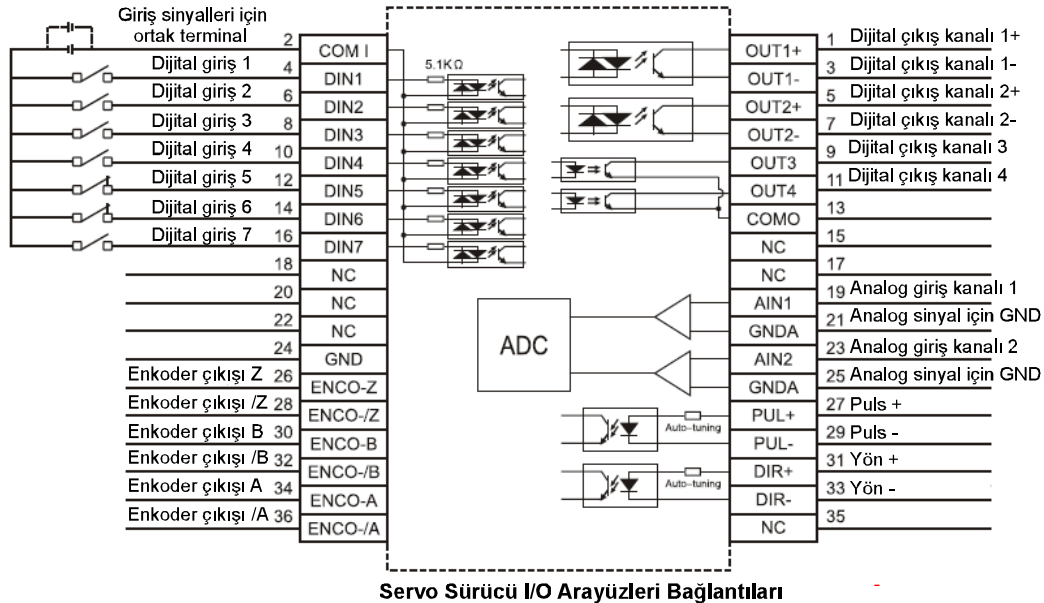 Giriş sinyalleri için
ortak terminal
2 COM I
Dijital giriş 1 4 DIN1
Dijital giriş 2 6 DIN2
Dijital giriş 3 8 DIN3
Dijital giriş 4 10 DIN4
Dijital giriş 5 12 DIN5
Dijital giriş 6 14 DIN6
Dijital giriş 7 16 DIN7
18 NC
20 NC
22 NC
24 GND
Enkoder çıkışı Z 26 ENCO-Z
Enkoder çıkışı /Z 28 ENCO-/Z
Enkoder çıkışı B 30 ENCO-B
Enkoder çıkışı /B 32 ENCO-/B
Enkoder çıkışı A 34 ENCO-A
Enkoder çıkışı /A 36 ENCO-/A
5.1KΩ
ADC
Auto-tuning
Auto-tuning
OUT1+ 1 Dijital çıkış kanalı 1+
OUT1- 3 Dijital çıkış kanalı 1-
OUT2+ 5 Dijital çıkış kanalı 2+
OUT2- 7 Dijital çıkış kanalı 2-
OUT3 9 Dijital çıkış kanalı 3
OUT4 11 Dijital çıkış kanalı 4
COMO 13
NC 15
NC 17
AIN1 19 Analog giriş kanalı 1
GNDA 21 Analog sinyal için GND
AIN2 23 Analog giriş kanalı 2
GNDA 25 Analog sinyal için GND
PUL+ 27 Puls +
PUL- 29 Puls -
DIR+ 31 Yön +
DIR- 33 Yön -
NC 35
Servo Sürücü I/O Arayüzleri Bağlantıları